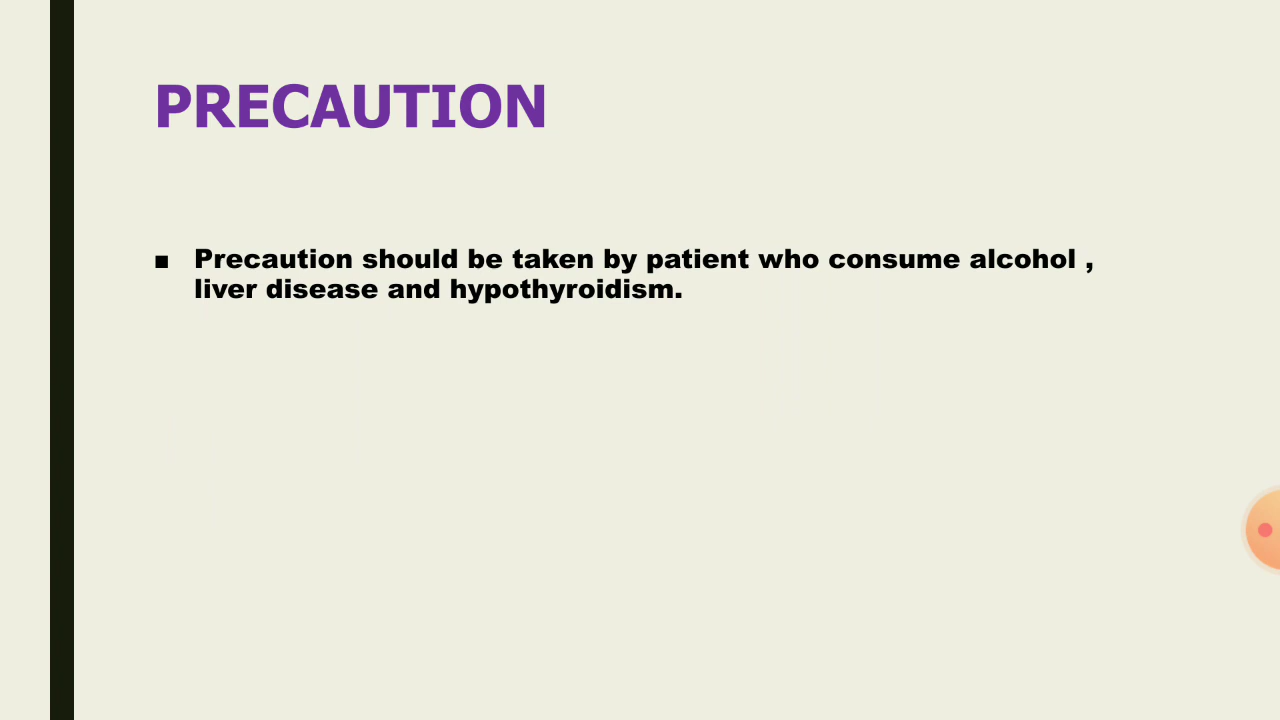 PRECAUTION
▪ Precaution should be taken by patient who consume alcohol ,
liver disease and hypothyroidism.